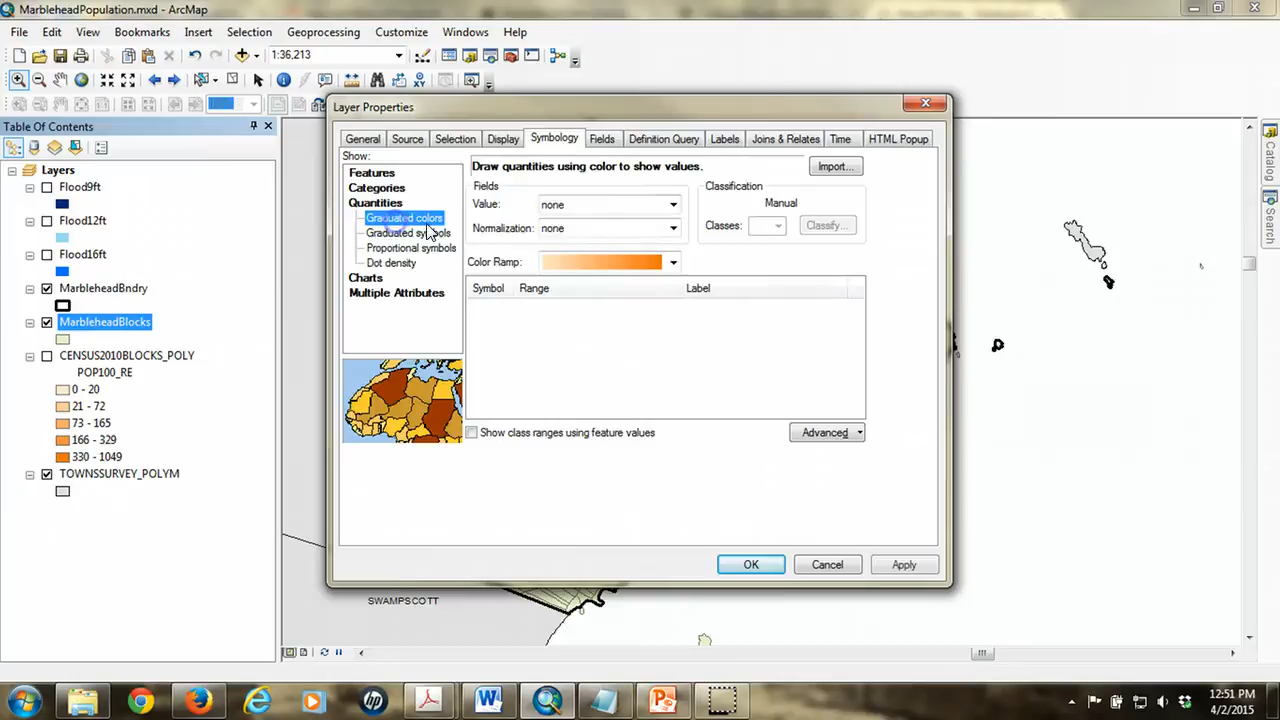 MarbleheadPopulation.mxd - ArcMap
File Edit View Bookmarks Insert Selection Geoprocessing Customize Windows Help
1:36,213
Table Of Contents
Layers
Flood9ft
Flood12ft
Flood16ft
MarbleheadBndry
MarbleheadBlocks
CENSUS2010BLOCKS_POLY
POP100_RE
0 - 20
21 - 72
73 - 165
166 - 329
330 - 1049
TOWNSSURVEY_POLYM
Layer Properties
General Source Selection Display Symbology Fields Definition Query Labels Joins & Relates Time HTML Popup
Show:
Features
Categories
Quantities
Graduated colors
Graduated symbols
Proportional symbols
Dot density
Charts
Multiple Attributes
Draw quantities using color to show values.
Import...
Fields
Value: none
Normalization: none
Classification
Manual
Classes:
Classify...
Color Ramp:
Symbol Range Label
Show class ranges using feature values
Advanced
OK Cancel Apply
SWAMPSCOTT
Catalog
Search
12:51 PM
4/2/2015